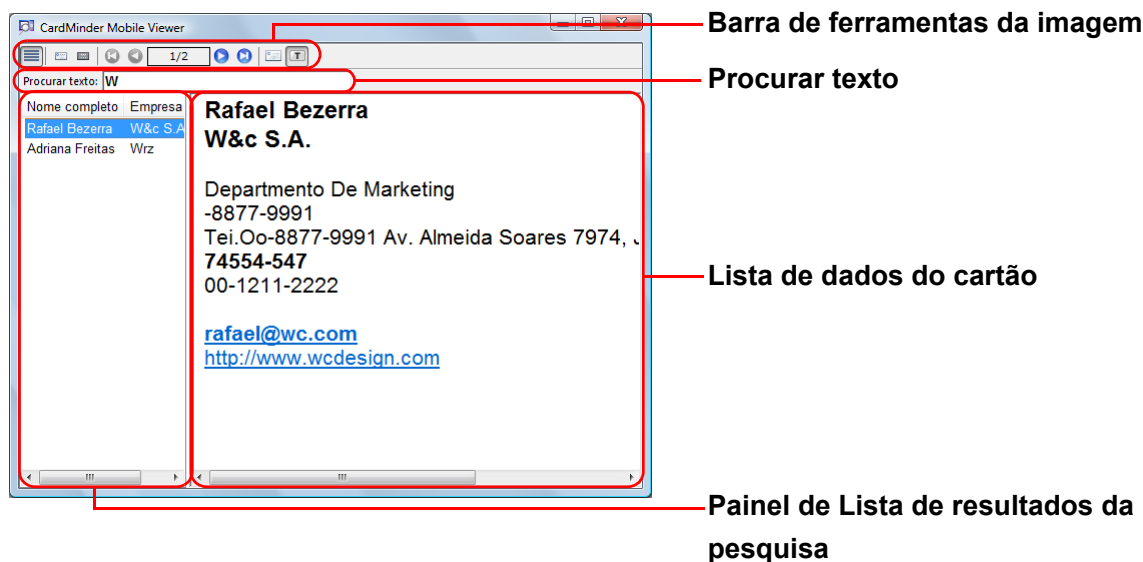 CardMinder Mobile Viewer
Barra de ferramentas da imagem
1/2
T
Procurar texto: W
Procurar texto
Nome completo Empresa
Rafael Bezerra W&c S.A
Adriana Freitas Wrz
Rafael Bezerra
W&c S.A.
Departmento De Marketing
-8877-9991
Tei.Oo-8877-9991 Av. Almeida Soares 7974,
74554-547
00-1211-2222
rafael@wc.com
http://www.wcdesign.com
Lista de dados do cartão
Painel de Lista de resultados da
pesquisa